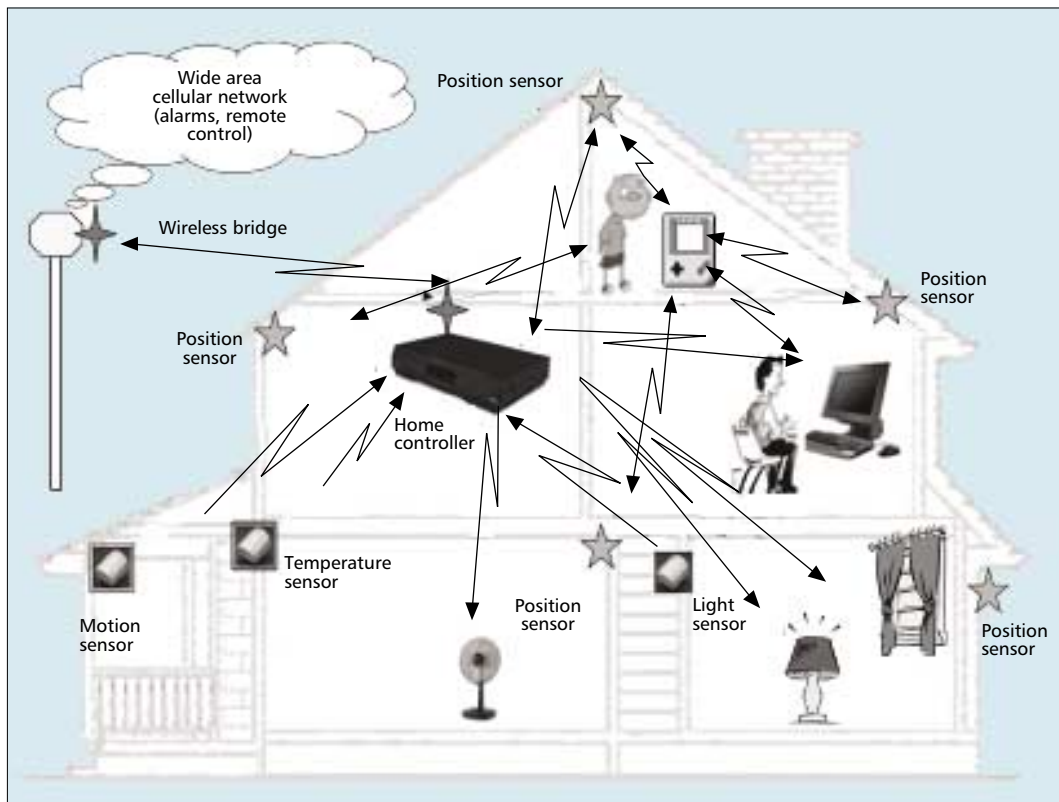 Wide area
cellular network
(alarms, remote
control)
Position sensor
Wireless bridge
Position
sensor
Position
sensor
Home
controller
Temperature
sensor
Motion
sensor
Position
sensor
Light
sensor
Position
sensor